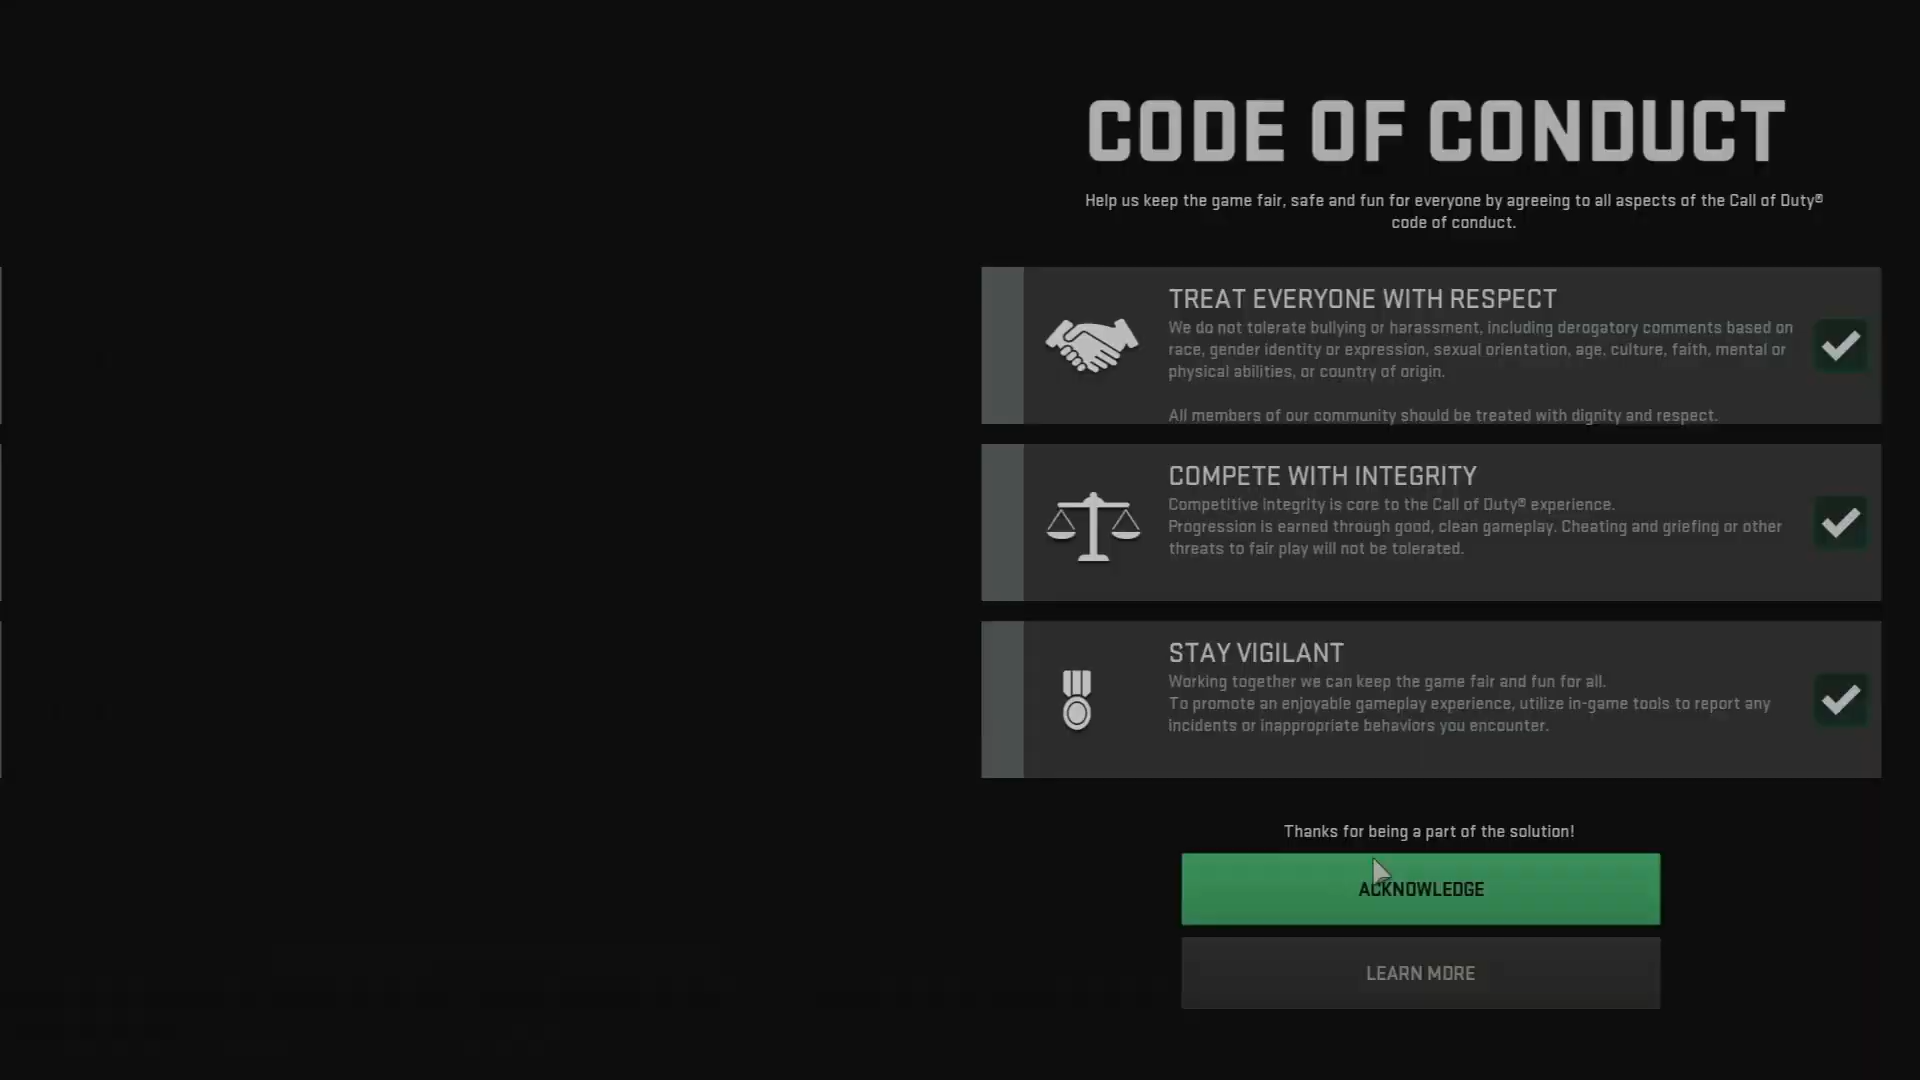 CODE OF CONDUCT
Help us keep the game fair, safe and fun for everyone by agreeing to all aspects of the Call of Duty®
code of conduct.
TREAT EVERYONE WITH RESPECT
We do not tolerate bullying or harassment, including derogatory comments based on
race, gender identity or expression, sexual orientation, age, culture, faith, mental or
physical abilities, or country of origin.
All members of our community should be treated with dignity and respect.
COMPETE WITH INTEGRITY
Competitive integrity is core to the Call of Duty® experience.
Progression is earned through good, clean gameplay. Cheating and griefing or other
threats to fair play will not be tolerated.
STAY VIGILANT
Working together we can keep the game fair and fun for all.
To promote an enjoyable gameplay experience, utilize in-game tools to report any
incidents or inappropriate behaviors you encounter.
Thanks for being a part of the solution!
ACKNOWLEDGE
LEARN MORE